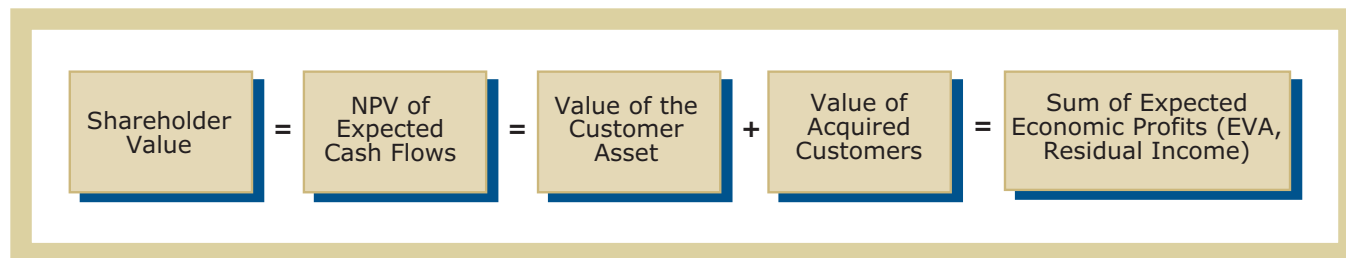 Shareholder
Value
=
NPV of
Expected
Cash Flows
=
Value of the
Customer
Asset
+
Value of
Acquired
Customers
=
Sum of Expected
Economic Profits (EVA,
Residual Income)